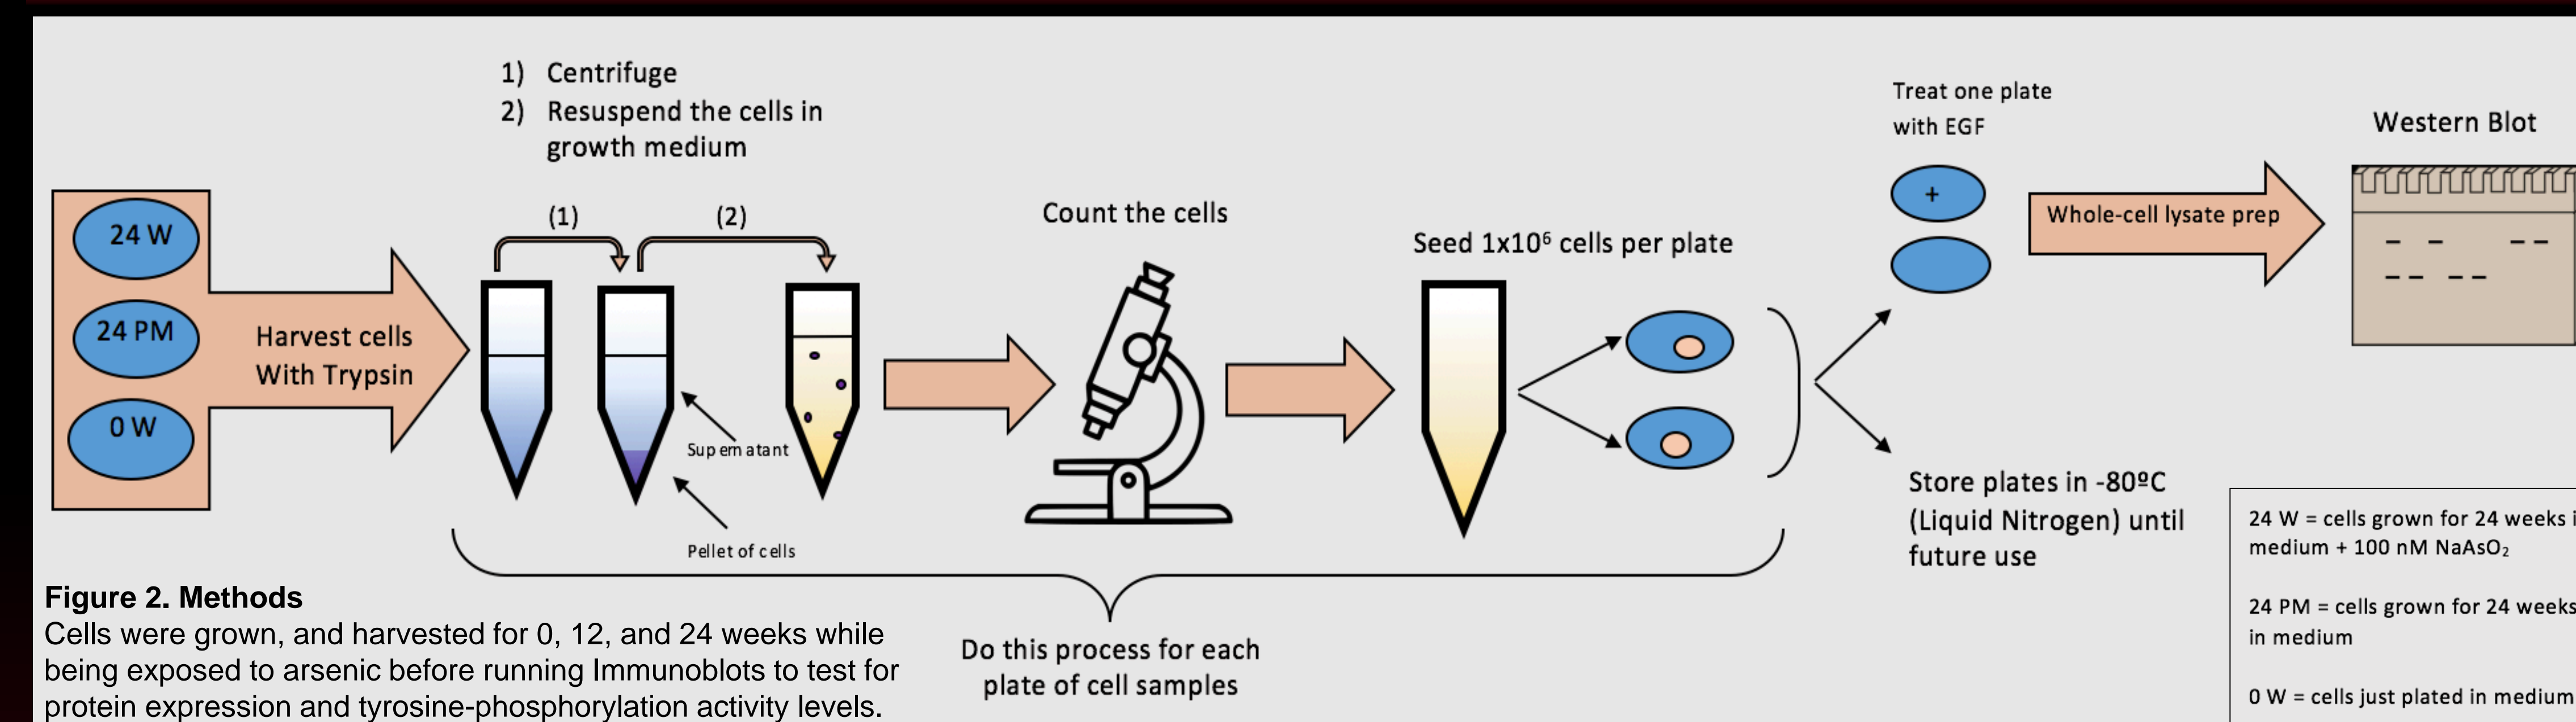 1) Centrifuge
2) Resuspend the cells in
growth medium
24 W
24 PM
0 W
Harvest cells
With Trypsin
(1)
(2)
Supernatant
Pellet of cells
Count the cells
Seed 1x10⁶ cells per plate
Do this process for each
plate of cell samples
Treat one plate
with EGF
+
Whole-cell lysate prep
Western Blot
Store plates in -80ºC
(Liquid Nitrogen) until
future use
24 W = cells grown for 24 weeks
medium + 100 nM NaAsO₂
24 PM = cells grown for 24 weeks
in medium
0 W = cells just plated in medium
Figure 2. Methods
Cells were grown, and harvested for 0, 12, and 24 weeks while
being exposed to arsenic before running Immunoblots to test for
protein expression and tyrosine-phosphorylation activity levels.